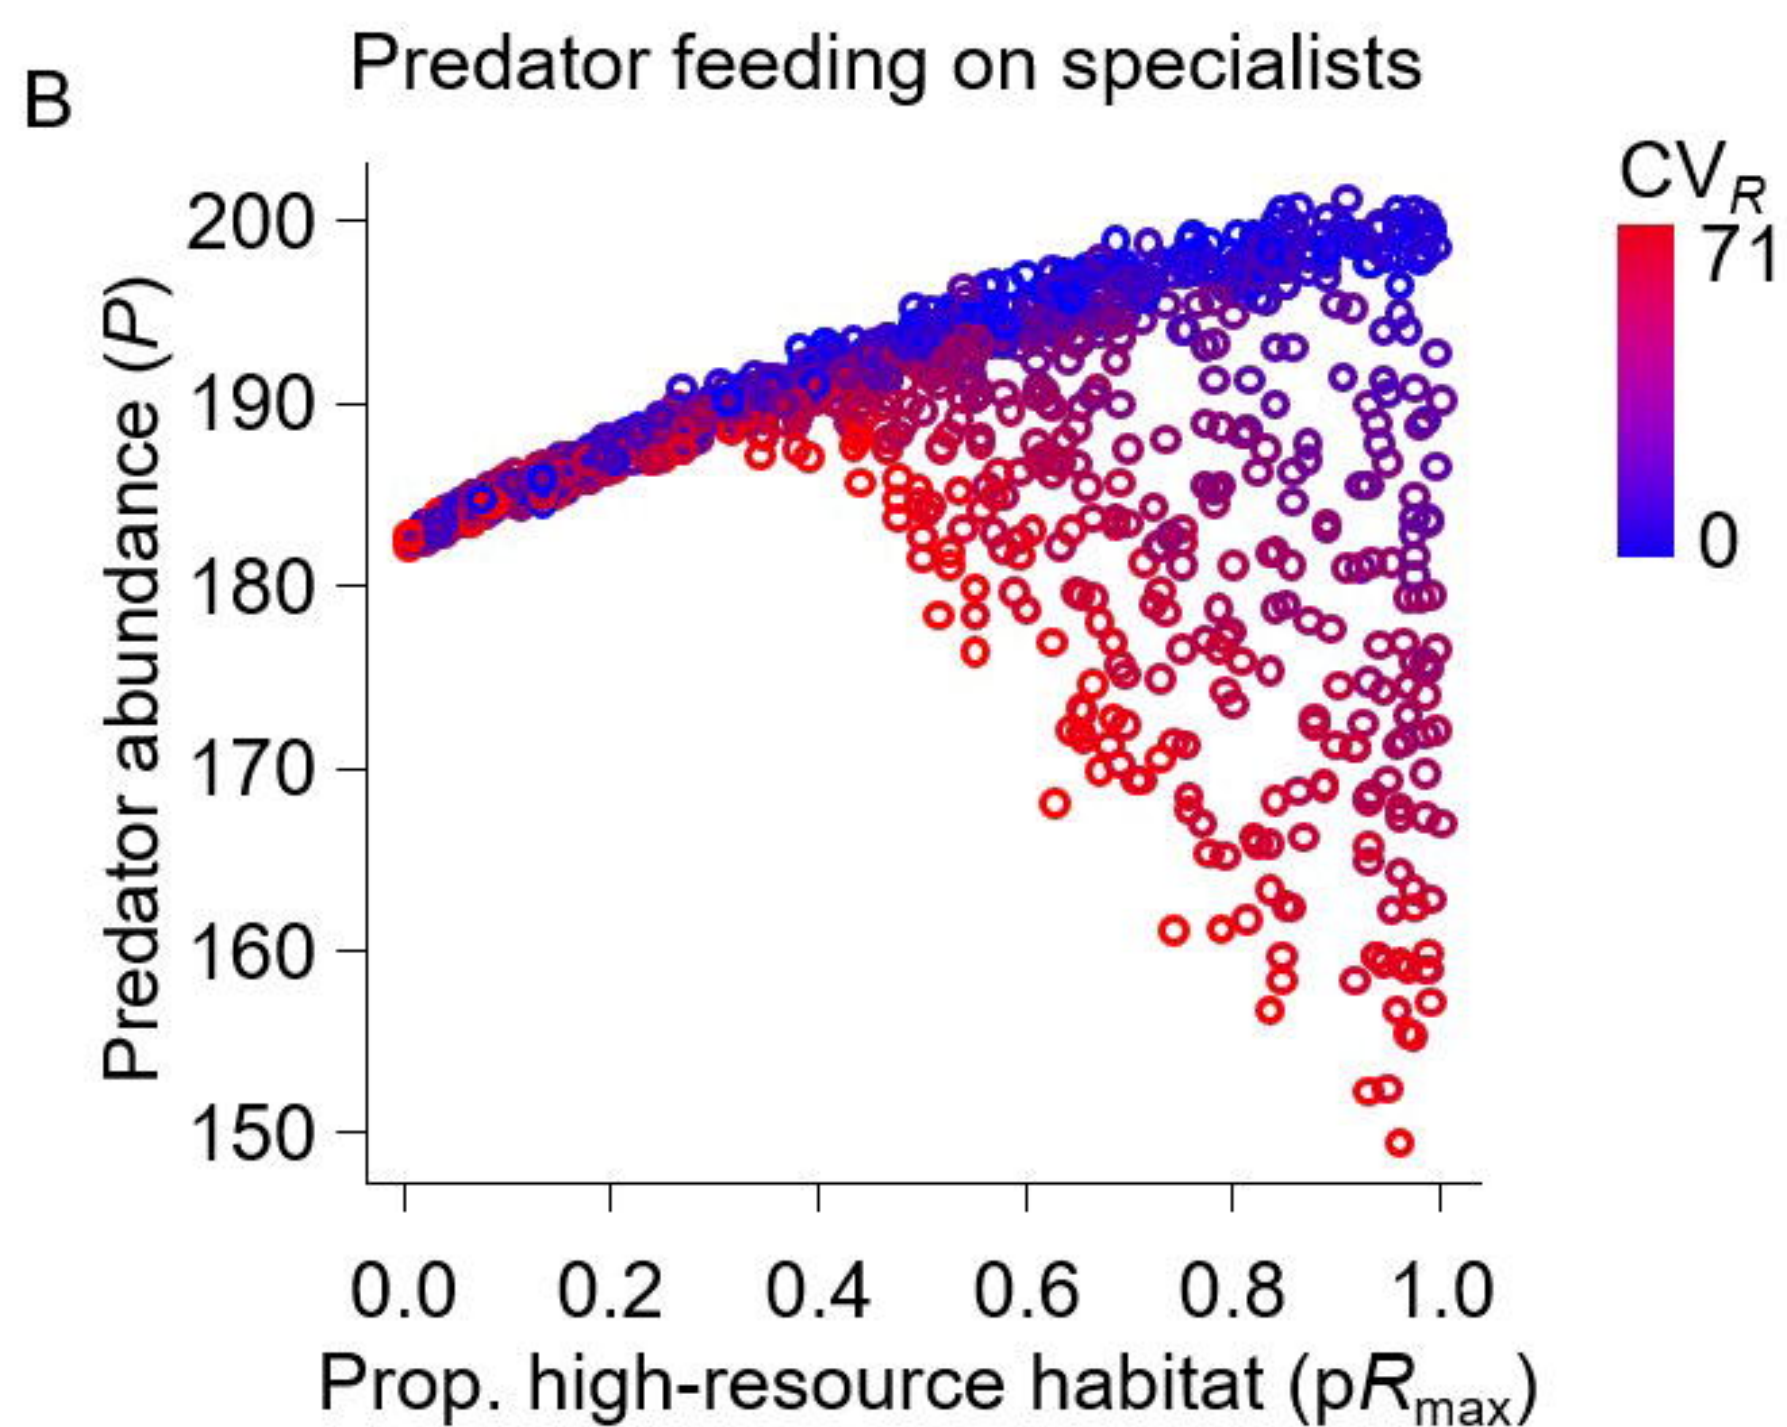 B
Predator feeding on specialists
CV_R
71
0
Predator abundance (P)
200
190
180
170
160
150
0.0 0.2 0.4 0.6 0.8 1.0
Prop. high-resource habitat (pR_max)